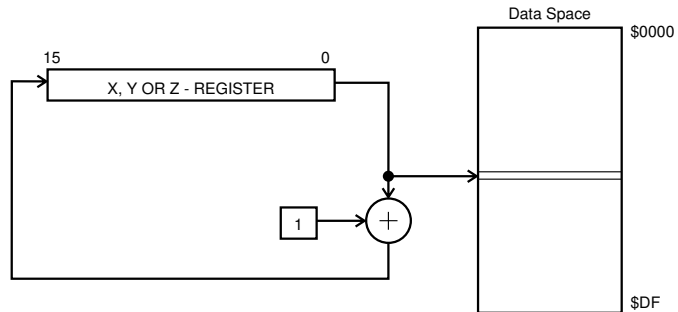 Data Space
$0000
15 0
X, Y OR Z - REGISTER
1
+
$DF